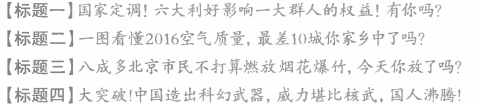 【标题一】国家定调！六大利好影响一大群人的权益！有你吗？
【标题二】一图看懂2016空气质量，最差10城你家乡中了吗？
【标题三】八成多北京市民不打算燃放烟花爆竹，今天你放了吗？
【标题四】大突破！中国造出科幻武器，威力堪比核武，国人沸腾！